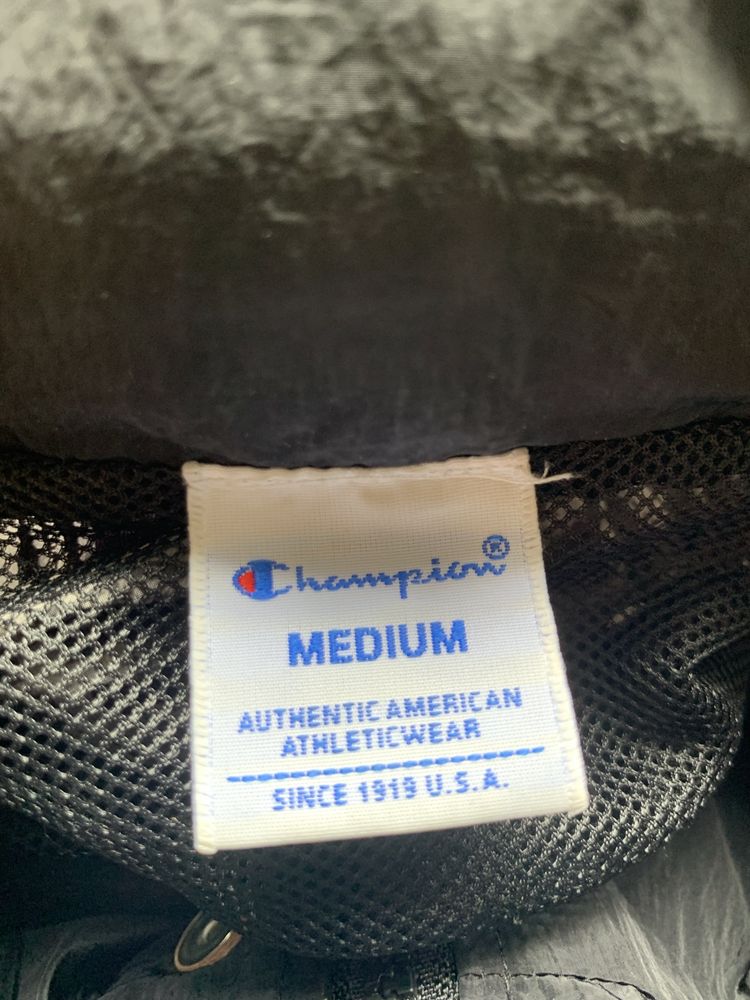 Champion®
MEDIUM
AUTHENTIC AMERICAN
ATHLETICWEAR
SINCE 1919 U.S.A.